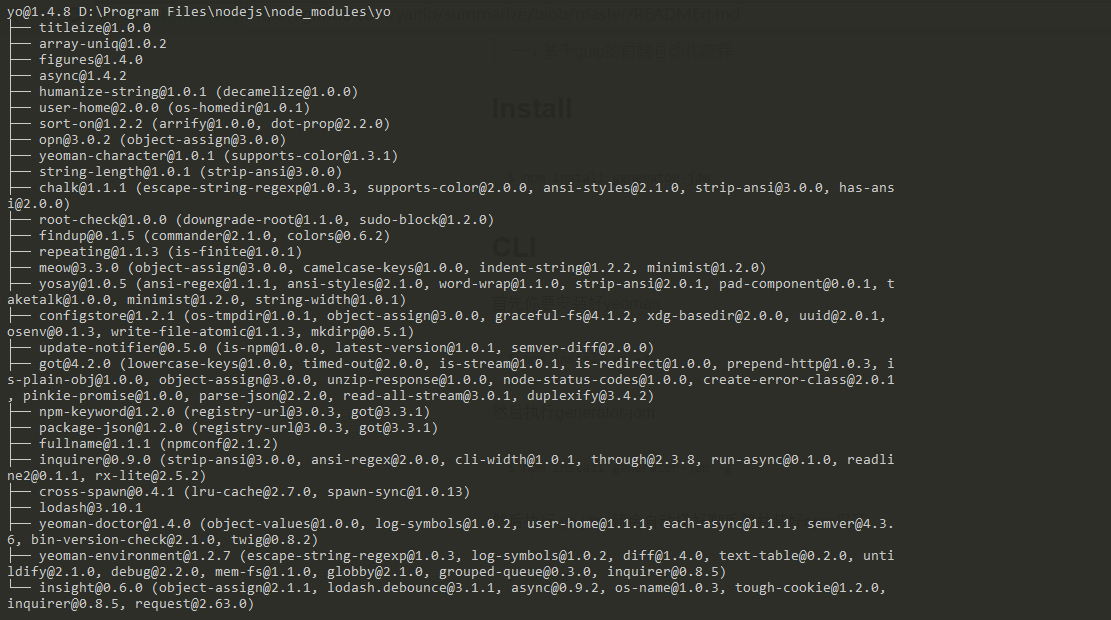 yo@1.4.8 D:\Program Files\nodejs\node_modules\yo
├── titleize@1.0.0
├── array-uniq@1.0.2
├── figures@1.4.0
├── async@1.4.2
├── humanize-string@1.0.1 (decamelize@1.0.0)
├── user-home@2.0.0 (os-homedir@1.0.1)
├── sort-on@1.2.2 (arrify@1.0.0, dot-prop@2.2.0)
├── opn@3.0.2 (object-assign@3.0.0)
├── yeoman-character@1.0.1 (supports-color@1.3.1)
├── string-length@1.0.1 (strip-ansi@3.0.0)
├── chalk@1.1.1 (escape-string-regexp@1.0.3, supports-color@2.0.0, ansi-styles@2.1.0, strip-ansi@3.0.0, has-ans
i@2.0.0)
├── root-check@1.0.0 (downgrade-root@1.1.0, sudo-block@1.2.0)
├── findup@0.1.5 (commander@2.1.0, colors@0.6.2)
├── repeating@1.1.3 (is-finite@1.0.1)
├── meow@3.3.0 (object-assign@3.0.0, camelcase-keys@1.0.0, indent-string@1.2.2, minimist@1.2.0)
├── yosay@1.0.5 (ansi-regex@1.1.1, ansi-styles@2.1.0, word-wrap@1.1.0, strip-ansi@2.0.1, pad-component@0.0.1, t
aketalk@1.0.0, minimist@1.2.0, string-width@1.0.1)
├── configstore@1.2.1 (os-tmpdir@1.0.1, object-assign@3.0.0, graceful-fs@4.1.2, xdg-basedir@2.0.0, uuid@2.0.1,
osenv@0.1.3, write-file-atomic@1.1.3, mkdirp@0.5.1)
├── update-notifier@0.5.0 (is-npm@1.0.0, latest-version@1.0.1, semver-diff@2.0.0)
├── got@4.2.0 (lowercase-keys@1.0.0, timed-out@2.0.0, is-stream@1.0.1, is-redirect@1.0.0, prepend-http@1.0.3, i
s-plain-obj@1.0.0, object-assign@3.0.0, unzip-response@1.0.0, node-status-codes@1.0.0, create-error-class@2.0.1
, pinkie-promise@1.0.0, parse-json@2.2.0, read-all-stream@3.0.1, duplexify@3.4.2)
├── npm-keyword@1.2.0 (registry-url@3.0.3, got@3.3.1)
├── package-json@1.2.0 (registry-url@3.0.3, got@3.3.1)
├── fullname@1.1.1 (npmconf@2.1.2)
├── inquirer@0.9.0 (strip-ansi@3.0.0, ansi-regex@2.0.0, cli-width@1.0.1, through@2.3.8, run-async@0.1.0, readli
ne2@0.1.1, rx-lite@2.5.2)
├── cross-spawn@0.4.1 (lru-cache@2.7.0, spawn-sync@1.0.13)
├── lodash@3.10.1
├── yeoman-doctor@1.4.0 (object-values@1.0.0, log-symbols@1.0.2, user-home@1.1.1, each-async@1.1.1, semver@4.3.
6, bin-version-check@2.1.0, twig@0.8.2)
├── yeoman-environment@1.2.7 (escape-string-regexp@1.0.3, log-symbols@1.0.2, diff@1.4.0, text-table@0.2.0, unti
ldify@2.1.0, debug@2.2.0, mem-fs@1.1.0, globby@2.1.0, grouped-queue@0.3.0, inquirer@0.8.5)
└── insight@0.6.0 (object-assign@2.1.1, lodash.debounce@3.1.1, async@0.9.2, os-name@1.0.3, tough-cookie@1.2.0,
inquirer@0.8.5, request@2.63.0)
Install
CLI